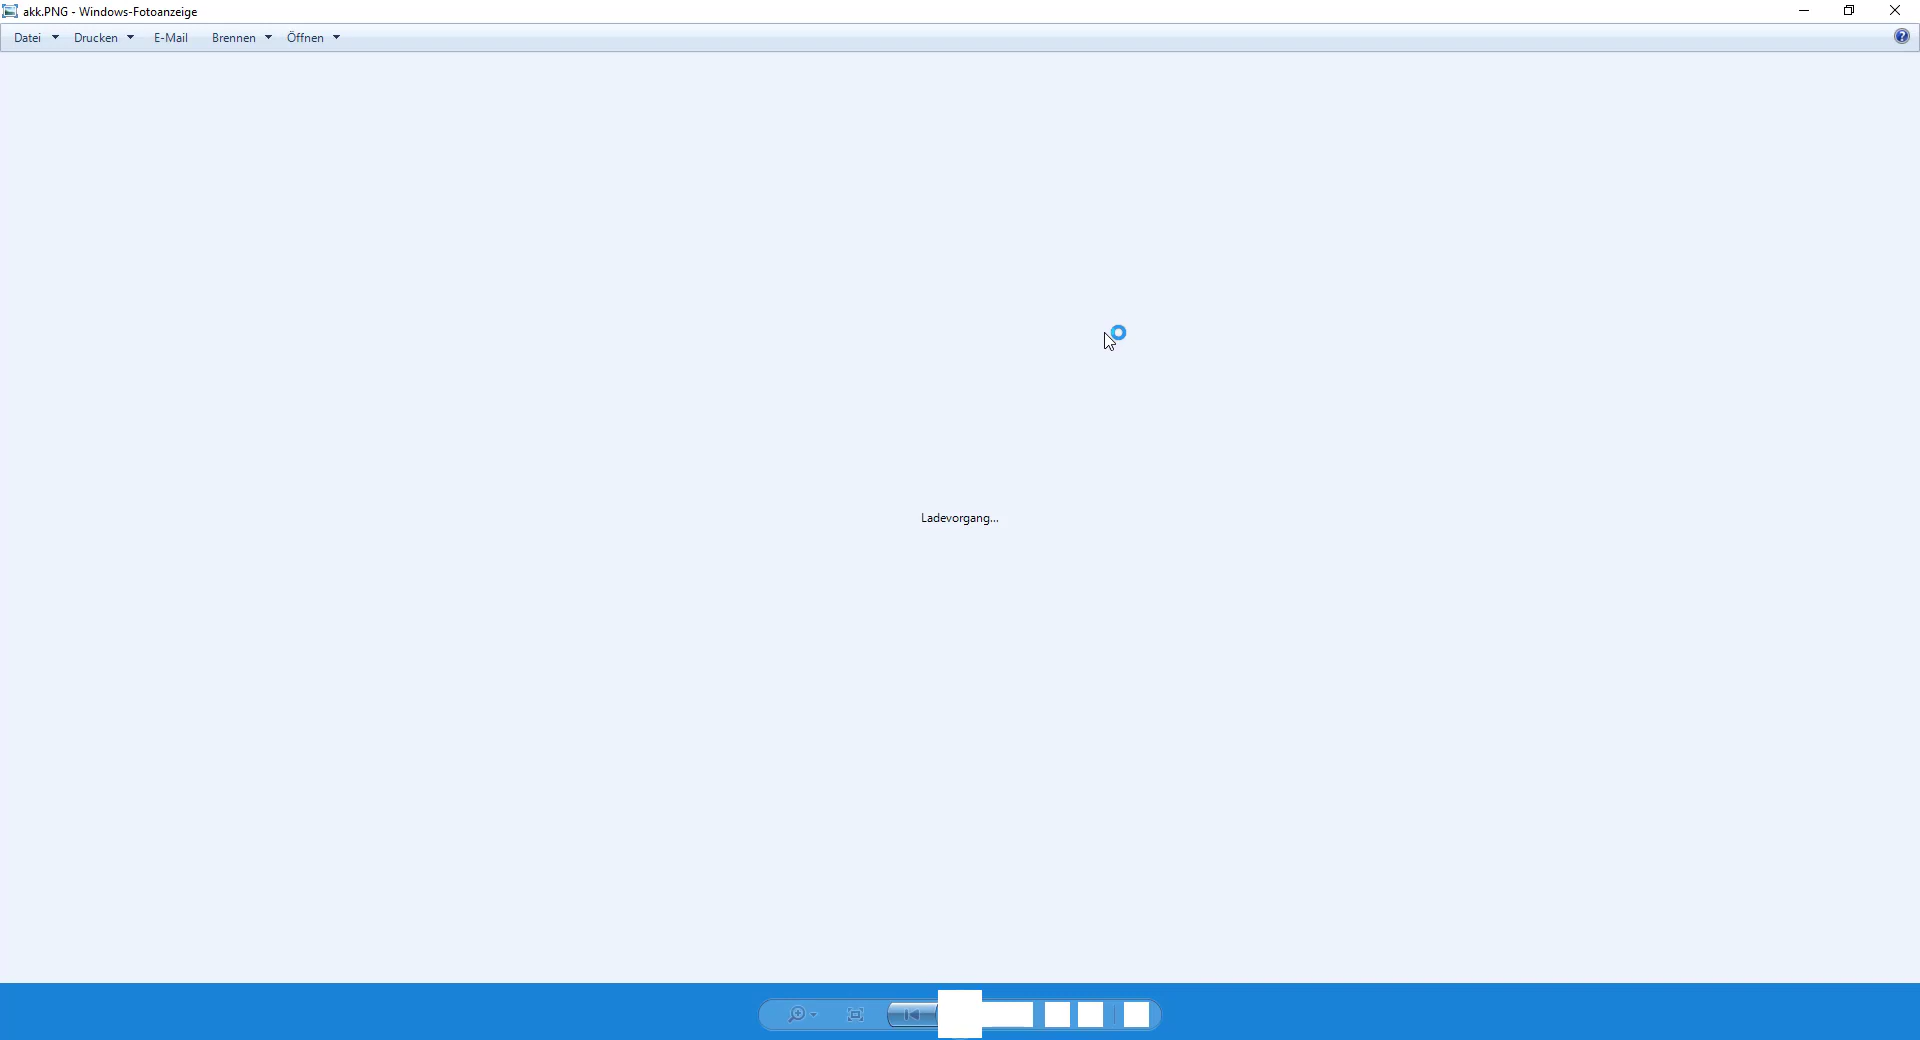 akk.PNG - Windows-Fotoanzeige
Datei Drucken E-Mail Brennen Öffnen
Ladevorgang...